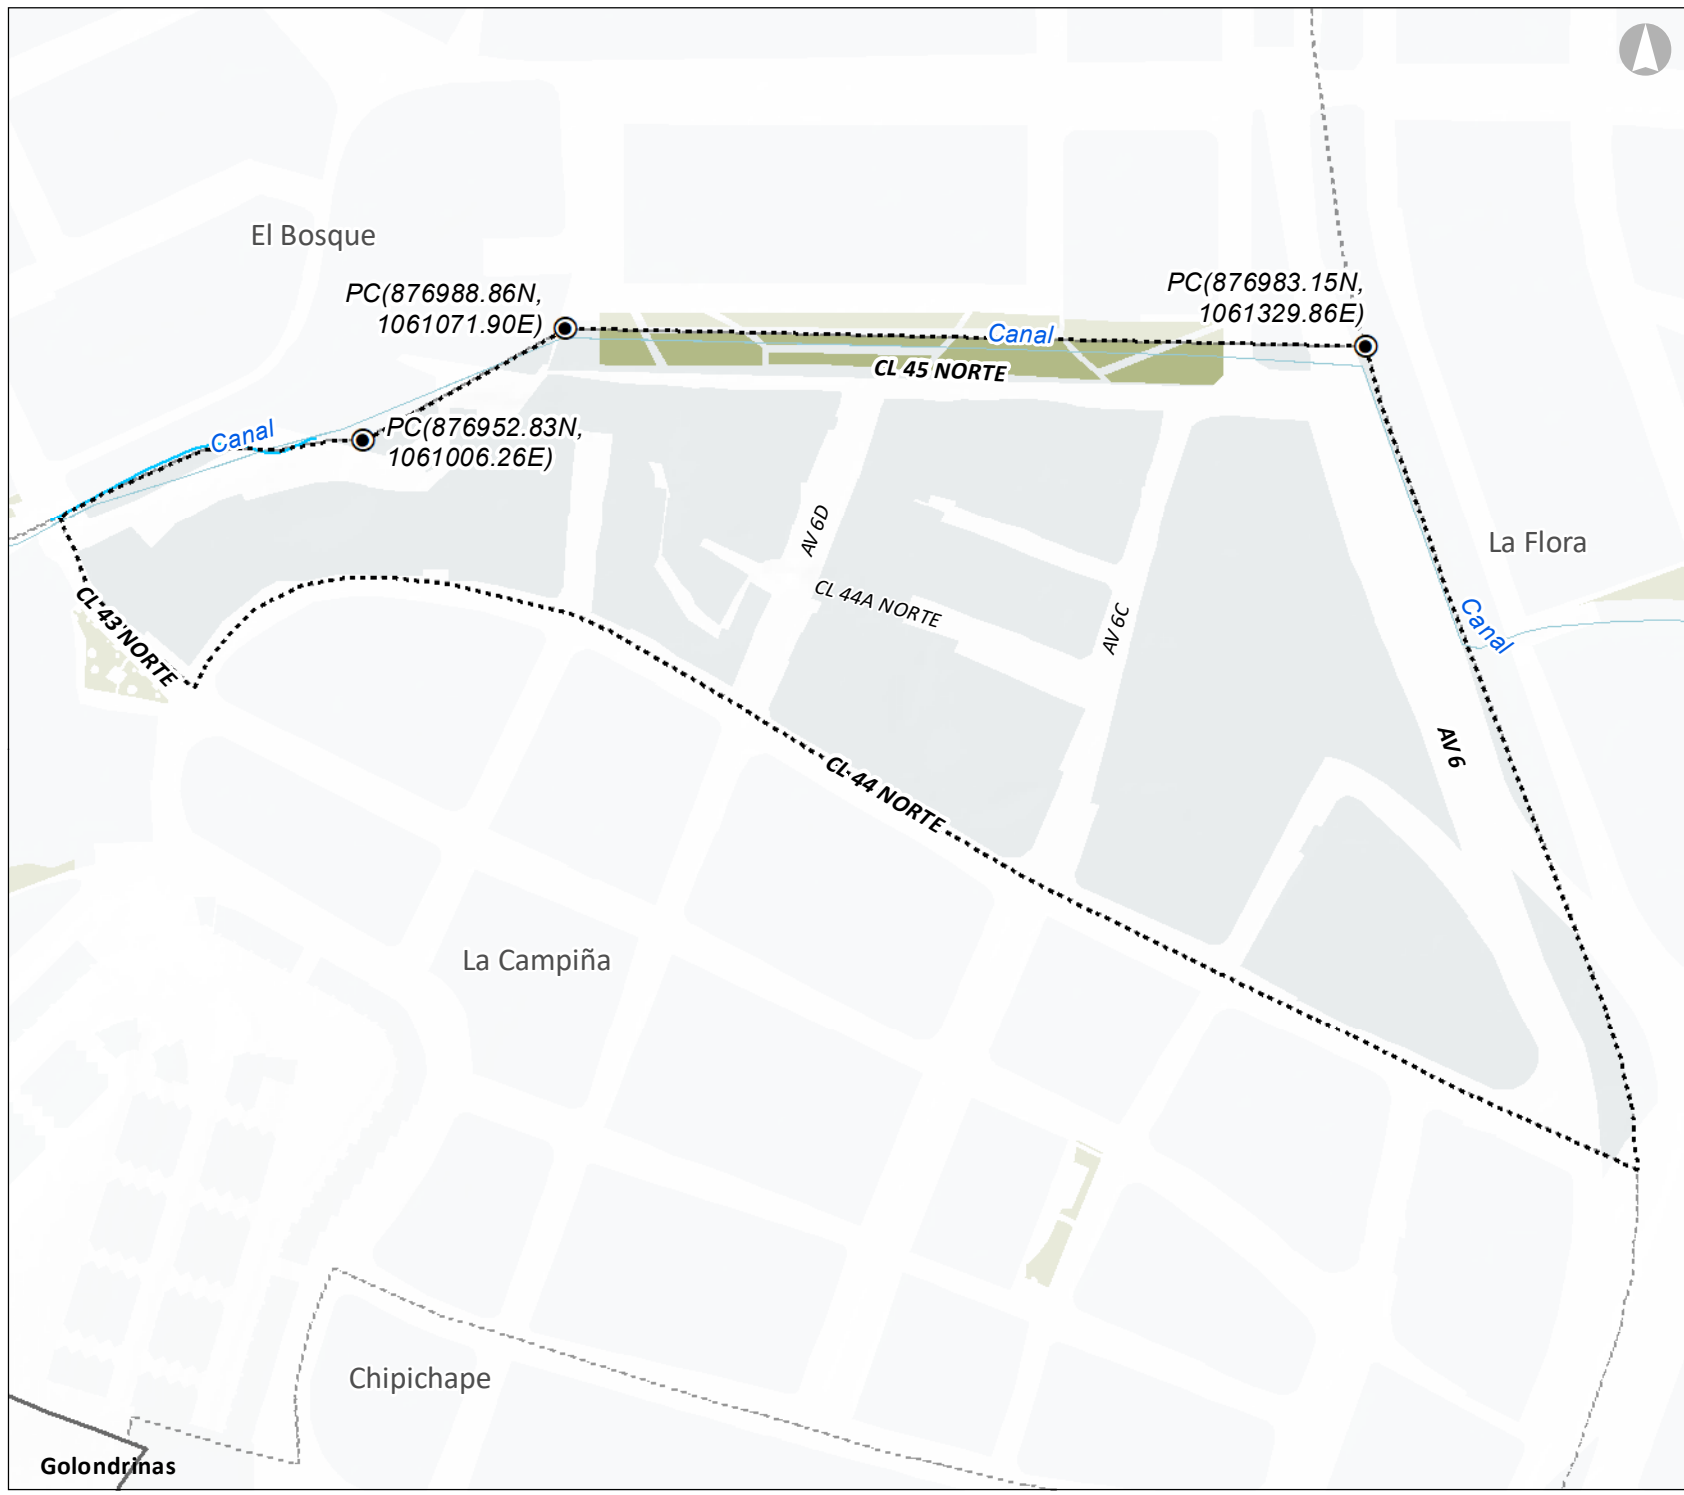 El Bosque
PC(876988.86N,
1061071.90E)
PC(876983.15N,
1061329.86E)
Canal
CL 45 NORTE
PC(876952.83N,
1061006.26E)
Canal
AV 6D
La Flora
CL 44A NORTE
AV 6C
CL 43 NORTE
Canal
AV 6
CL 44 NORTE
La Campiña
Chipichape
Golondrinas